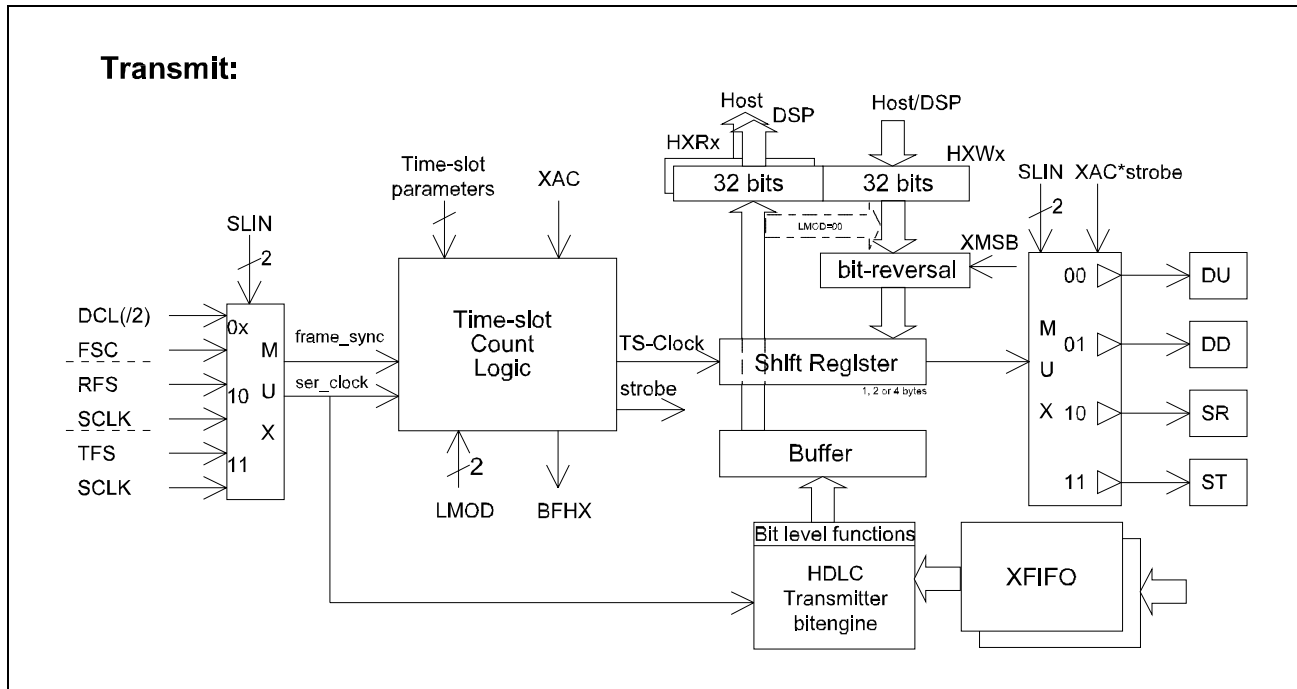 Transmit:
Host
DSP
Host/DSP
HXRx
HXWx
32 bits
32 bits
Time-slot
parameters
XAC
SLIN
XAC*strobe
2
LMOD=00
SLIN
2
XMSB
bit-reversal
DCL(/2)
FSC
RFS
SCLK
TFS
SCLK
0x
10
11
M
U
X
frame_sync
ser_clock
Time-slot
Count
Logic
TS-Clock
strobe
Shift Register
1, 2 or 4 bytes
00
01
10
11
M
U
X
DU
DD
SR
ST
2
LMOD
BFHX
Buffer
Bit level functions
HDLC
Transmitter
bitengine
XFIFO